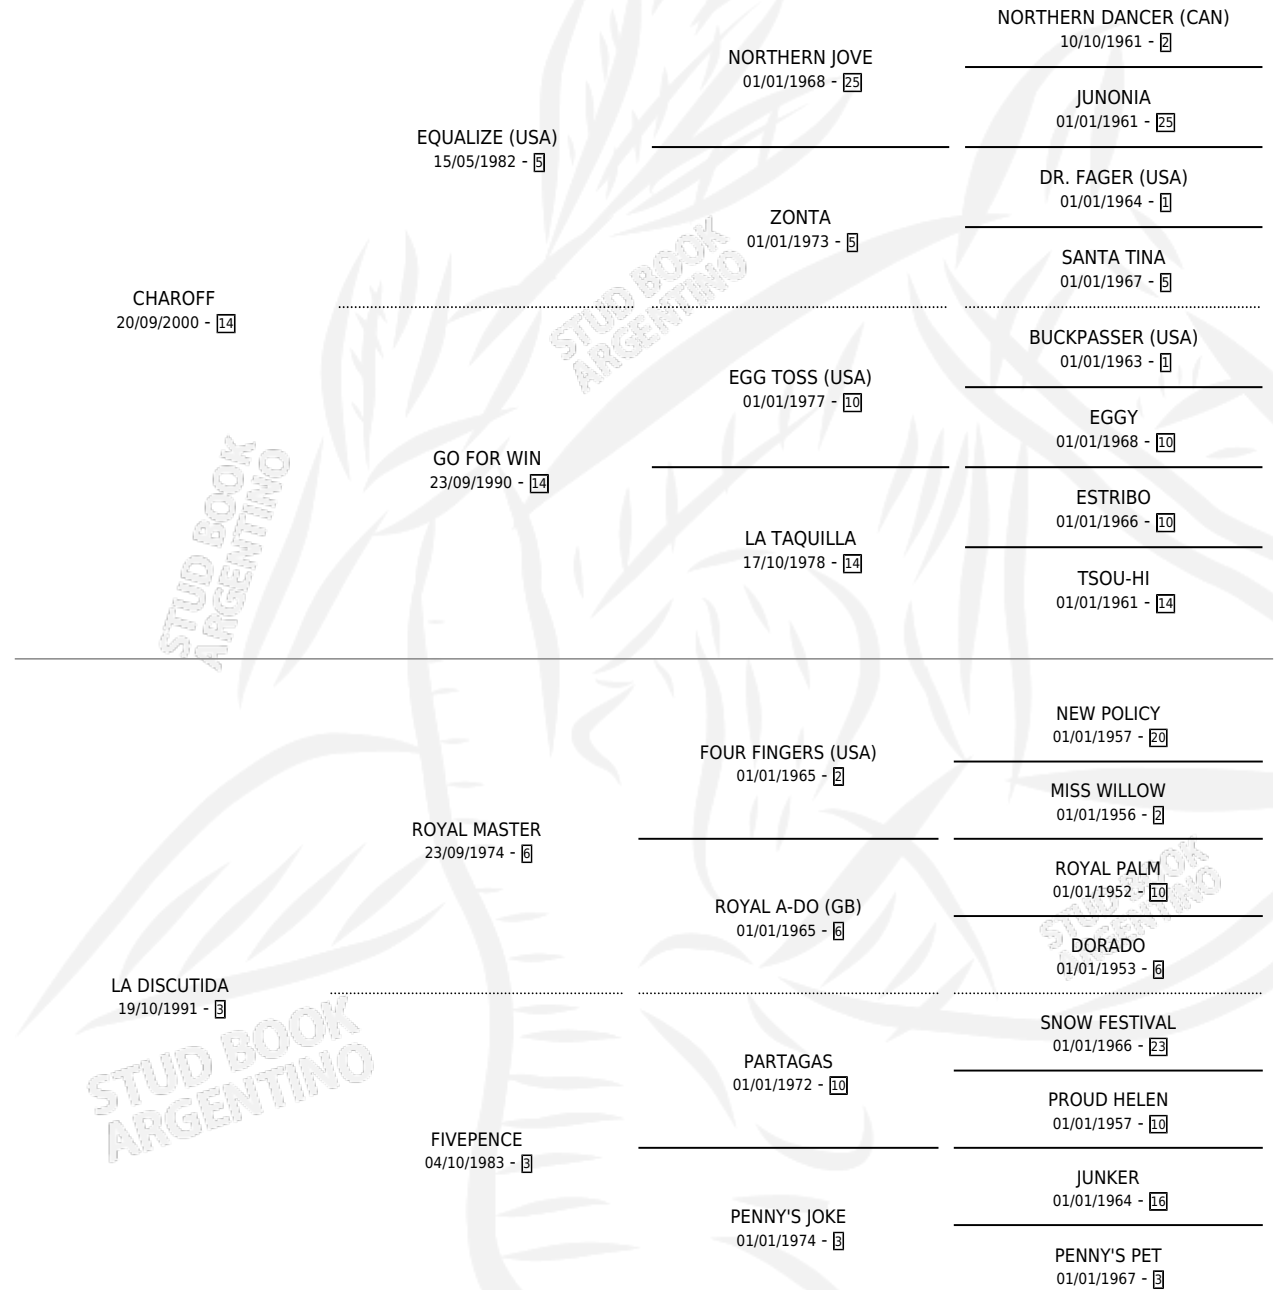 NORTHERN DANCER (CAN)
10/10/1961 - 2
NORTHERN JOVE
01/01/1968 - 25
JUNONIA
01/01/1961 - 25
EQUALIZE (USA)
15/05/1982 - 5
DR. FAGER (USA)
01/01/1964 - 1
ZONTA
01/01/1973 - 5
SANTA TINA
01/01/1967 - 5
CHAROFF
20/09/2000 - 14
STUD BOOK
ARGENTINO
BUCKPASSER (USA)
01/01/1963 - 1
EGG TOSS (USA)
01/01/1977 - 10
EGGY
01/01/1968 - 10
GO FOR WIN
23/09/1990 - 14
ESTRIBO
01/01/1966 - 10
LA TAQUILLA
17/10/1978 - 14
TSOU-HI
01/01/1961 - 14
STUD BOOK
ARGENTINO
NEW POLICY
01/01/1957 - 20
FOUR FINGERS (USA)
01/01/1965 - 2
MISS WILLOW
01/01/1956 - 2
ROYAL MASTER
23/09/1974 - 6
ROYAL PALM
01/01/1952 - 10
ROYAL A-DO (GB)
01/01/1965 - 6
DORADO
01/01/1953 - 6
STUD BOOK
ARGENTINO
LA DISCUTIDA
19/10/1991 - 3
SNOW FESTIVAL
01/01/1966 - 23
PARTAGAS
01/01/1972 - 10
PROUD HELEN
01/01/1957 - 10
STUD BOOK
ARGENTINO
FIVEPENCE
04/10/1983 - 3
JUNKER
01/01/1964 - 16
PENNY'S JOKE
01/01/1974 - 3
PENNY'S PET
01/01/1967 - 3